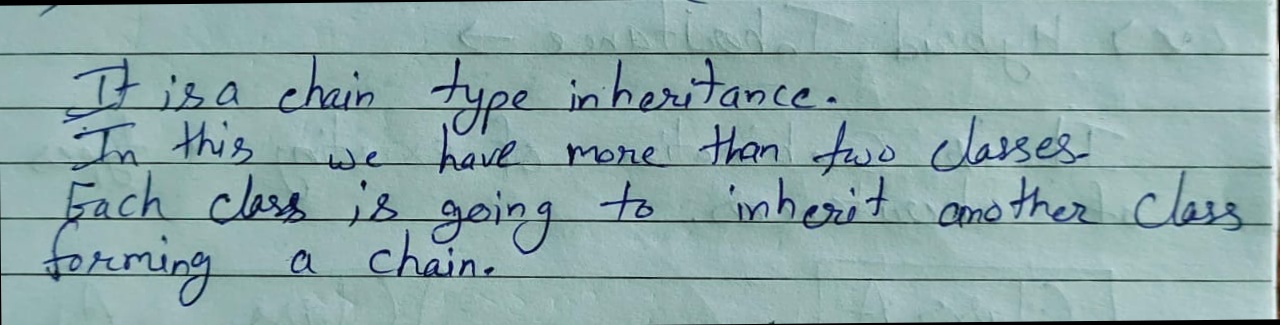 It is a chain type inheritance.
In this we have more than two classes.
Each class is going to inherit another class
forming a chain.